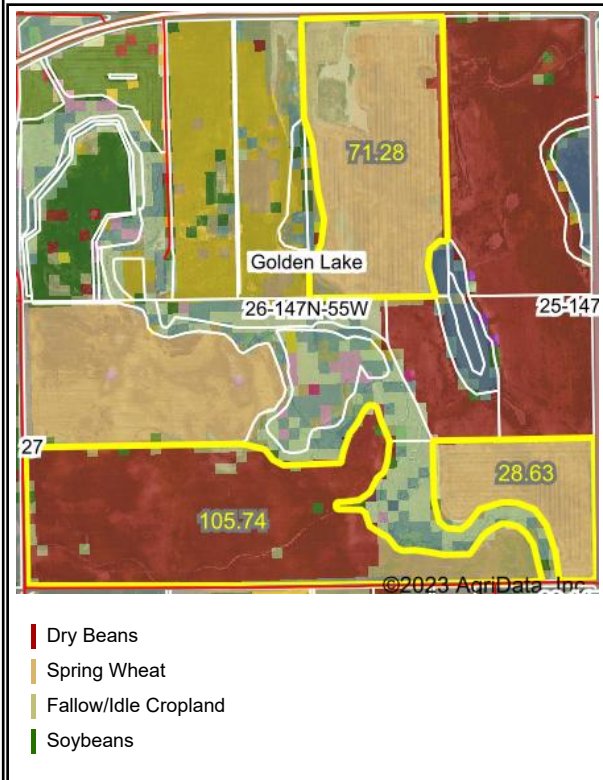 71.28
Golden Lake
26-147N-55W
25-147
27
28.63
105.74
©2023 AgriData, Inc.
Dry Beans
Spring Wheat
Fallow/Idle Cropland
Soybeans